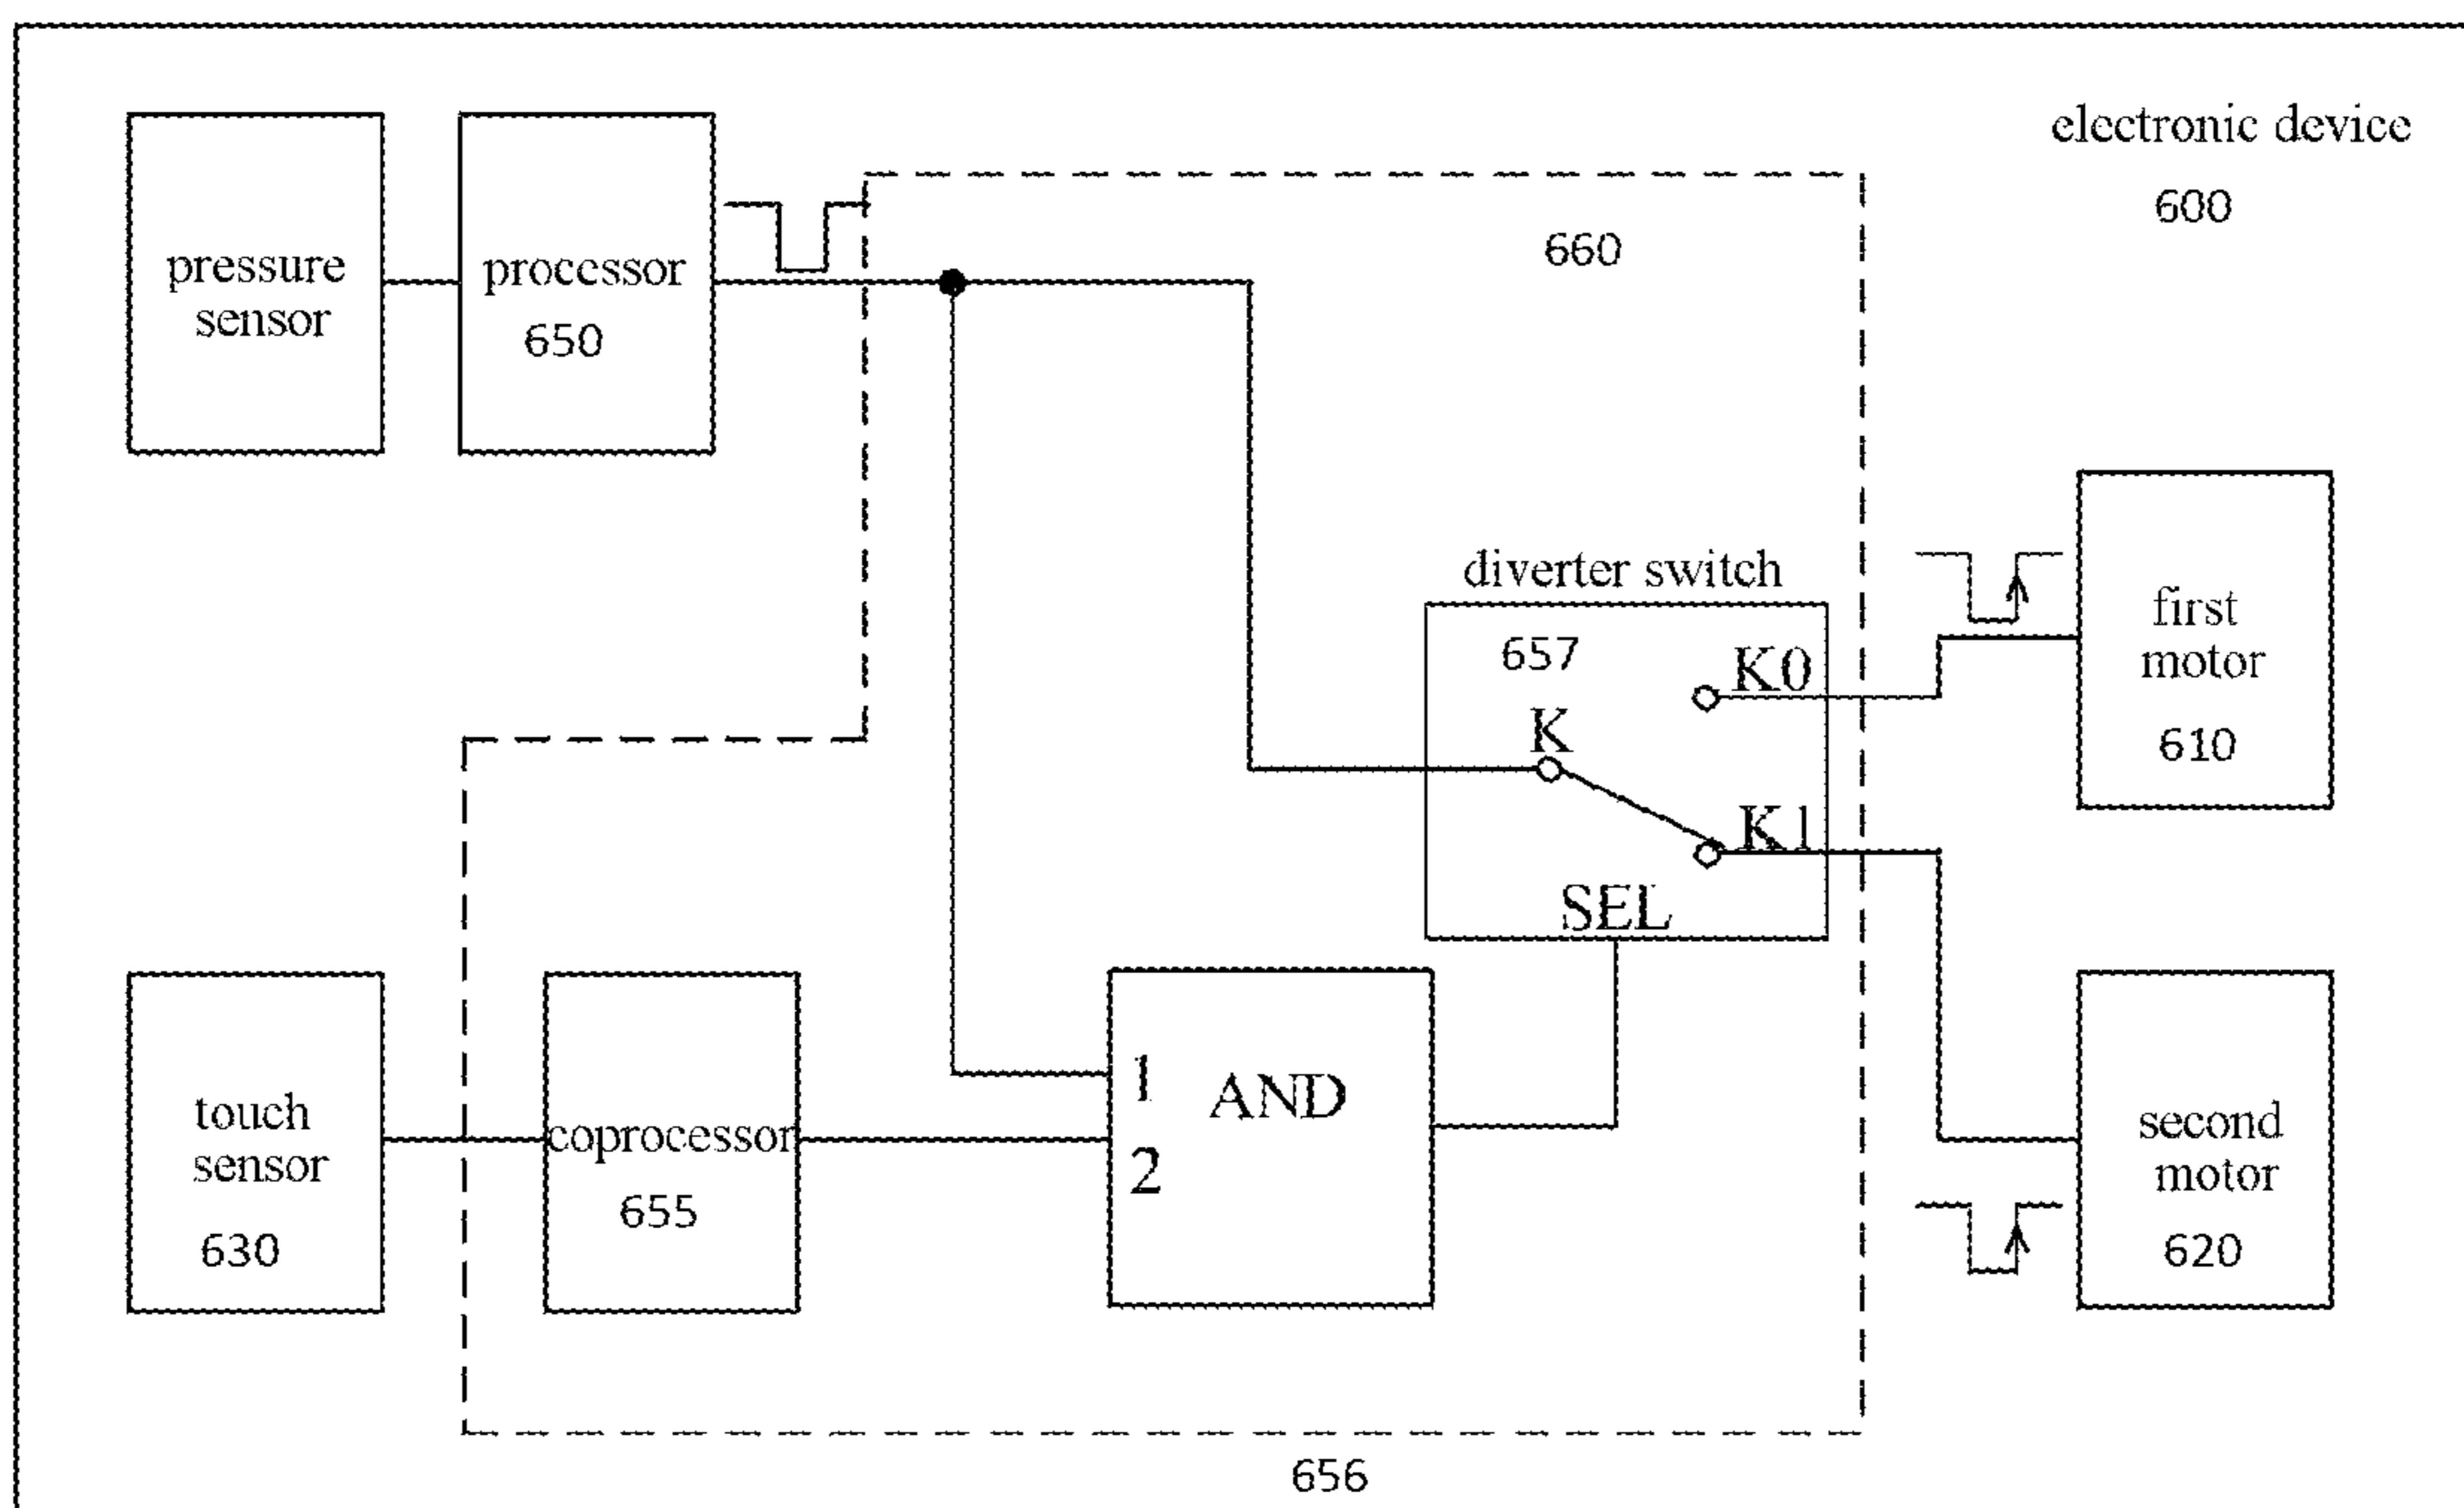 electronic device
600
pressure
sensor
processor
650
660
diverter switch
657
K0
K
K1
SEL
first
motor
610
touch
sensor
630
coprocessor
655
1
AND
2
second
motor
620
656